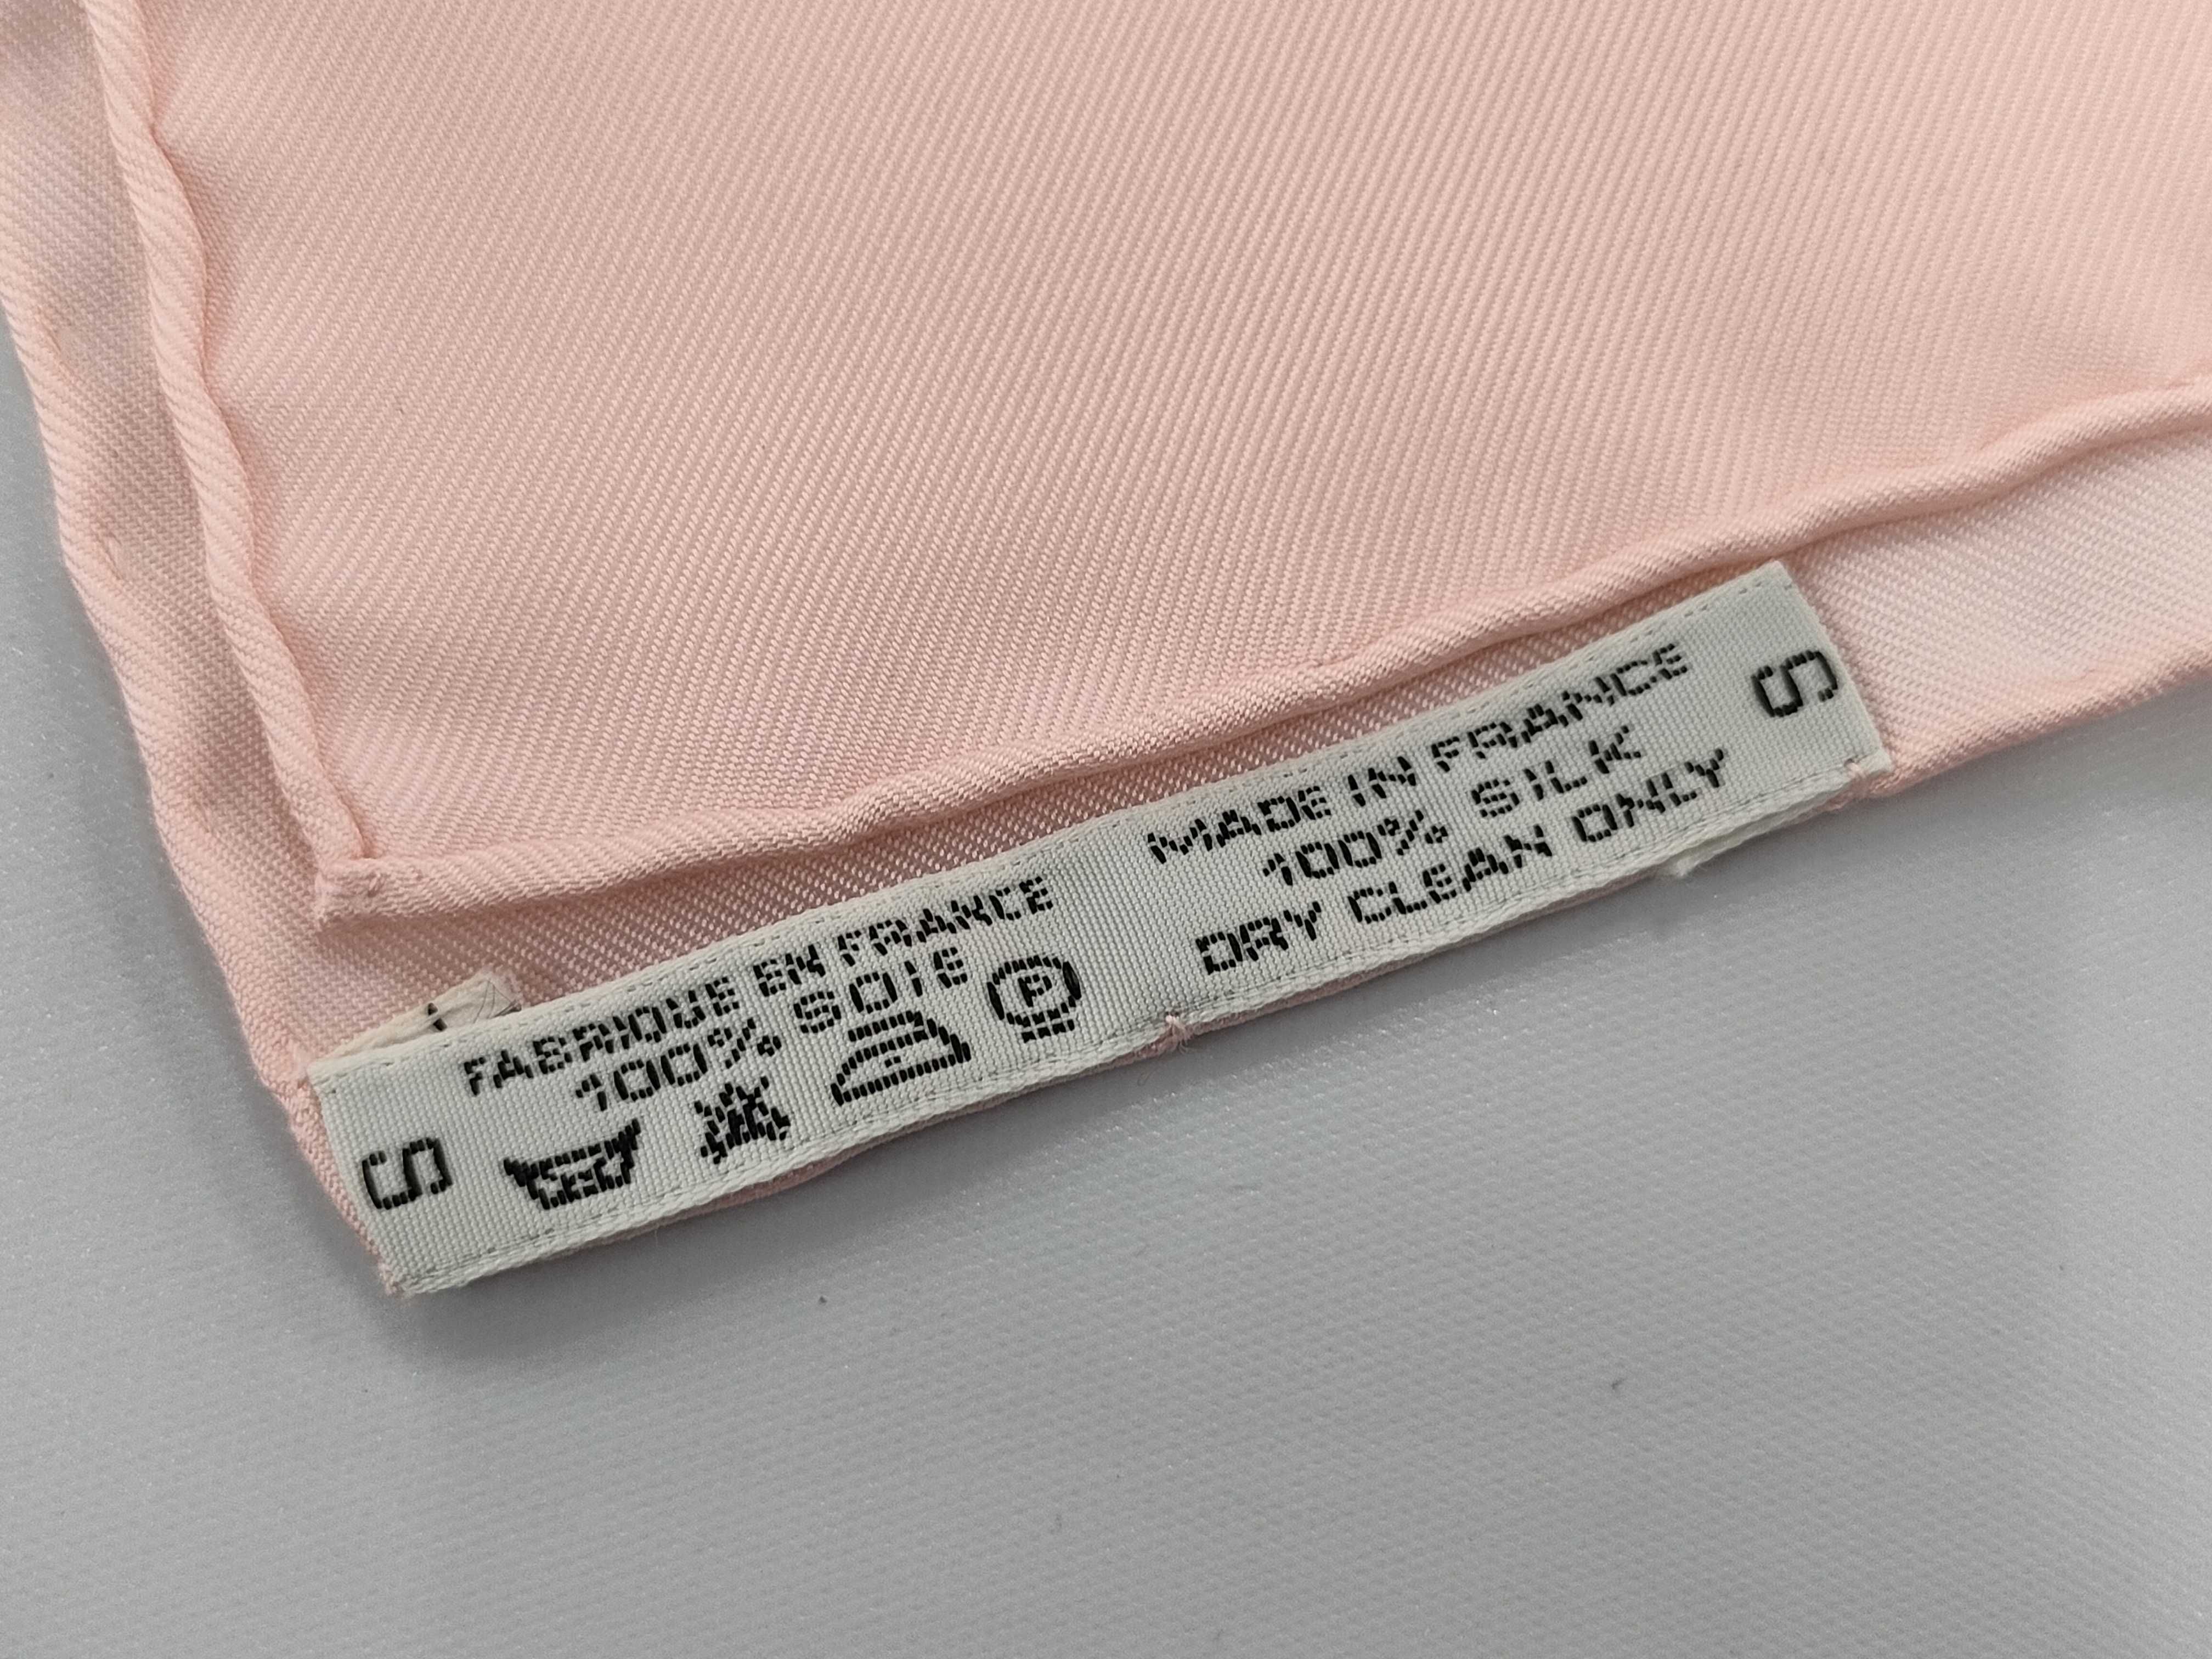 S
FABRIQUE EN FRANCE
100% SOIE
P
MADE IN FRANCE
100% SILK
DRY CLEAN ONLY
S